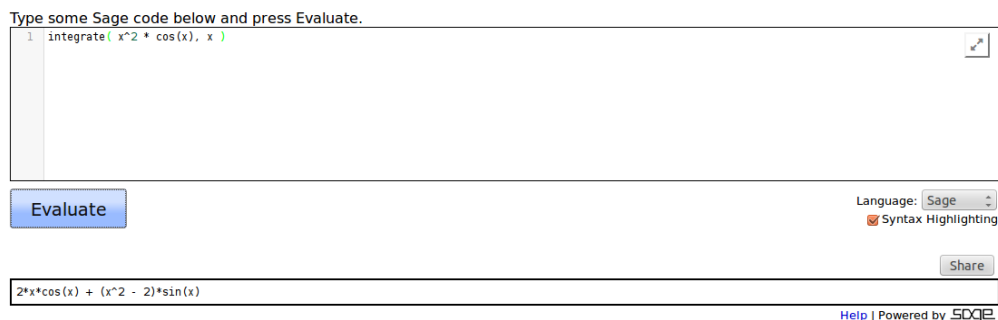 Type some Sage code below and press Evaluate.
1 integrate( x^2 * cos(x), x )
Evaluate
Language: Sage
Syntax Highlighting
Share
2*x*cos(x) + (x^2 - 2)*sin(x)
Help | Powered by SAGE